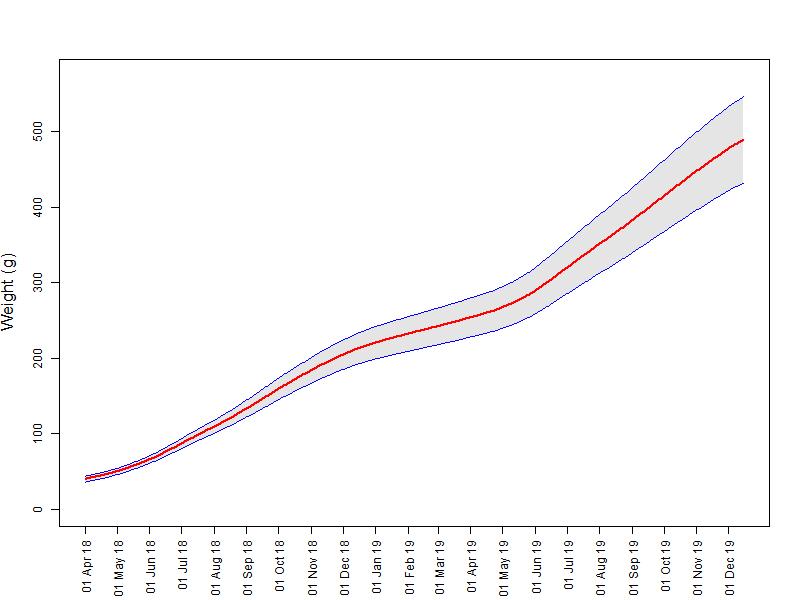 Weight (g)
500
400
300
200
100
0
01 Apr 18
01 May 18
01 Jun 18
01 Jul 18
01 Aug 18
01 Sep 18
01 Oct 18
01 Nov 18
01 Dec 18
01 Jan 19
01 Feb 19
01 Mar 19
01 Apr 19
01 May 19
01 Jun 19
01 Jul 19
01 Aug 19
01 Sep 19
01 Oct 19
01 Nov 19
01 Dec 19